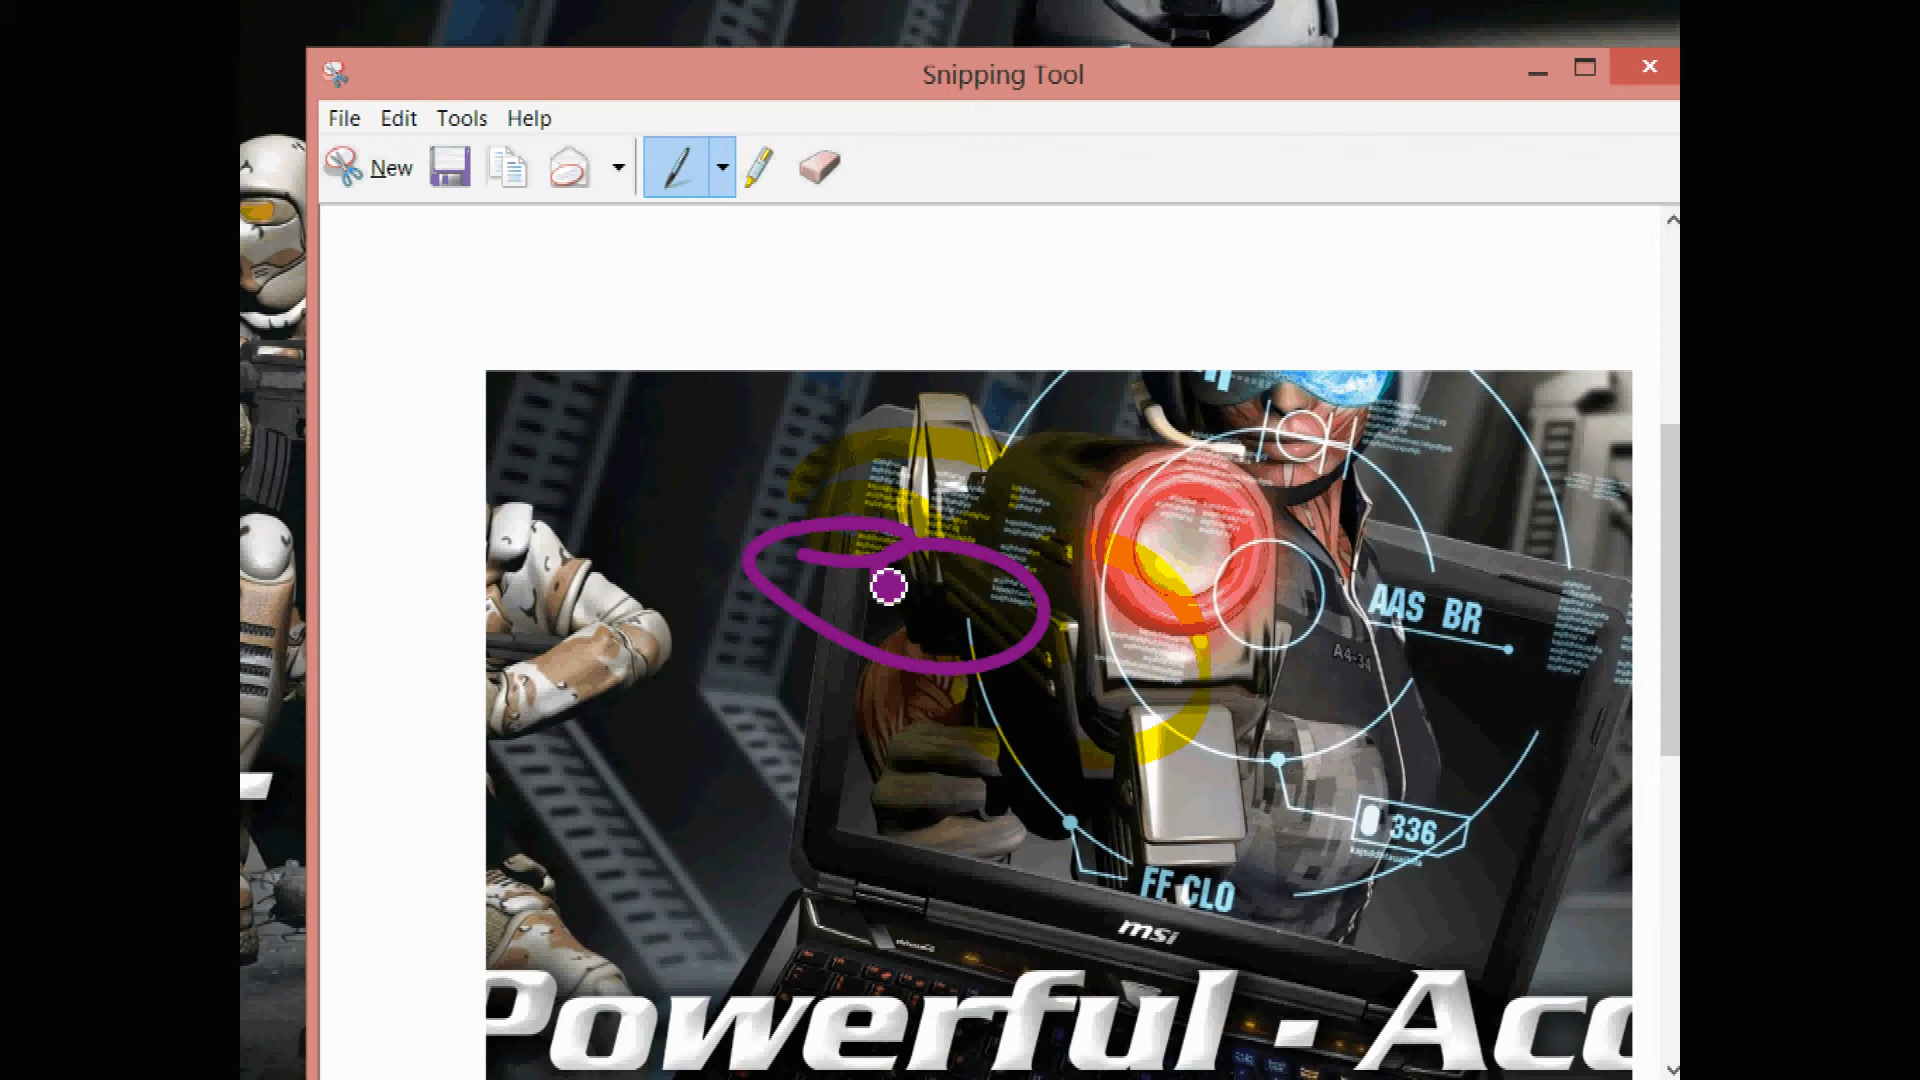 Snipping Tool
File Edit Tools Help
New
AAS BR
A4-34
336
FF CLO
msi
Powerful - Acc